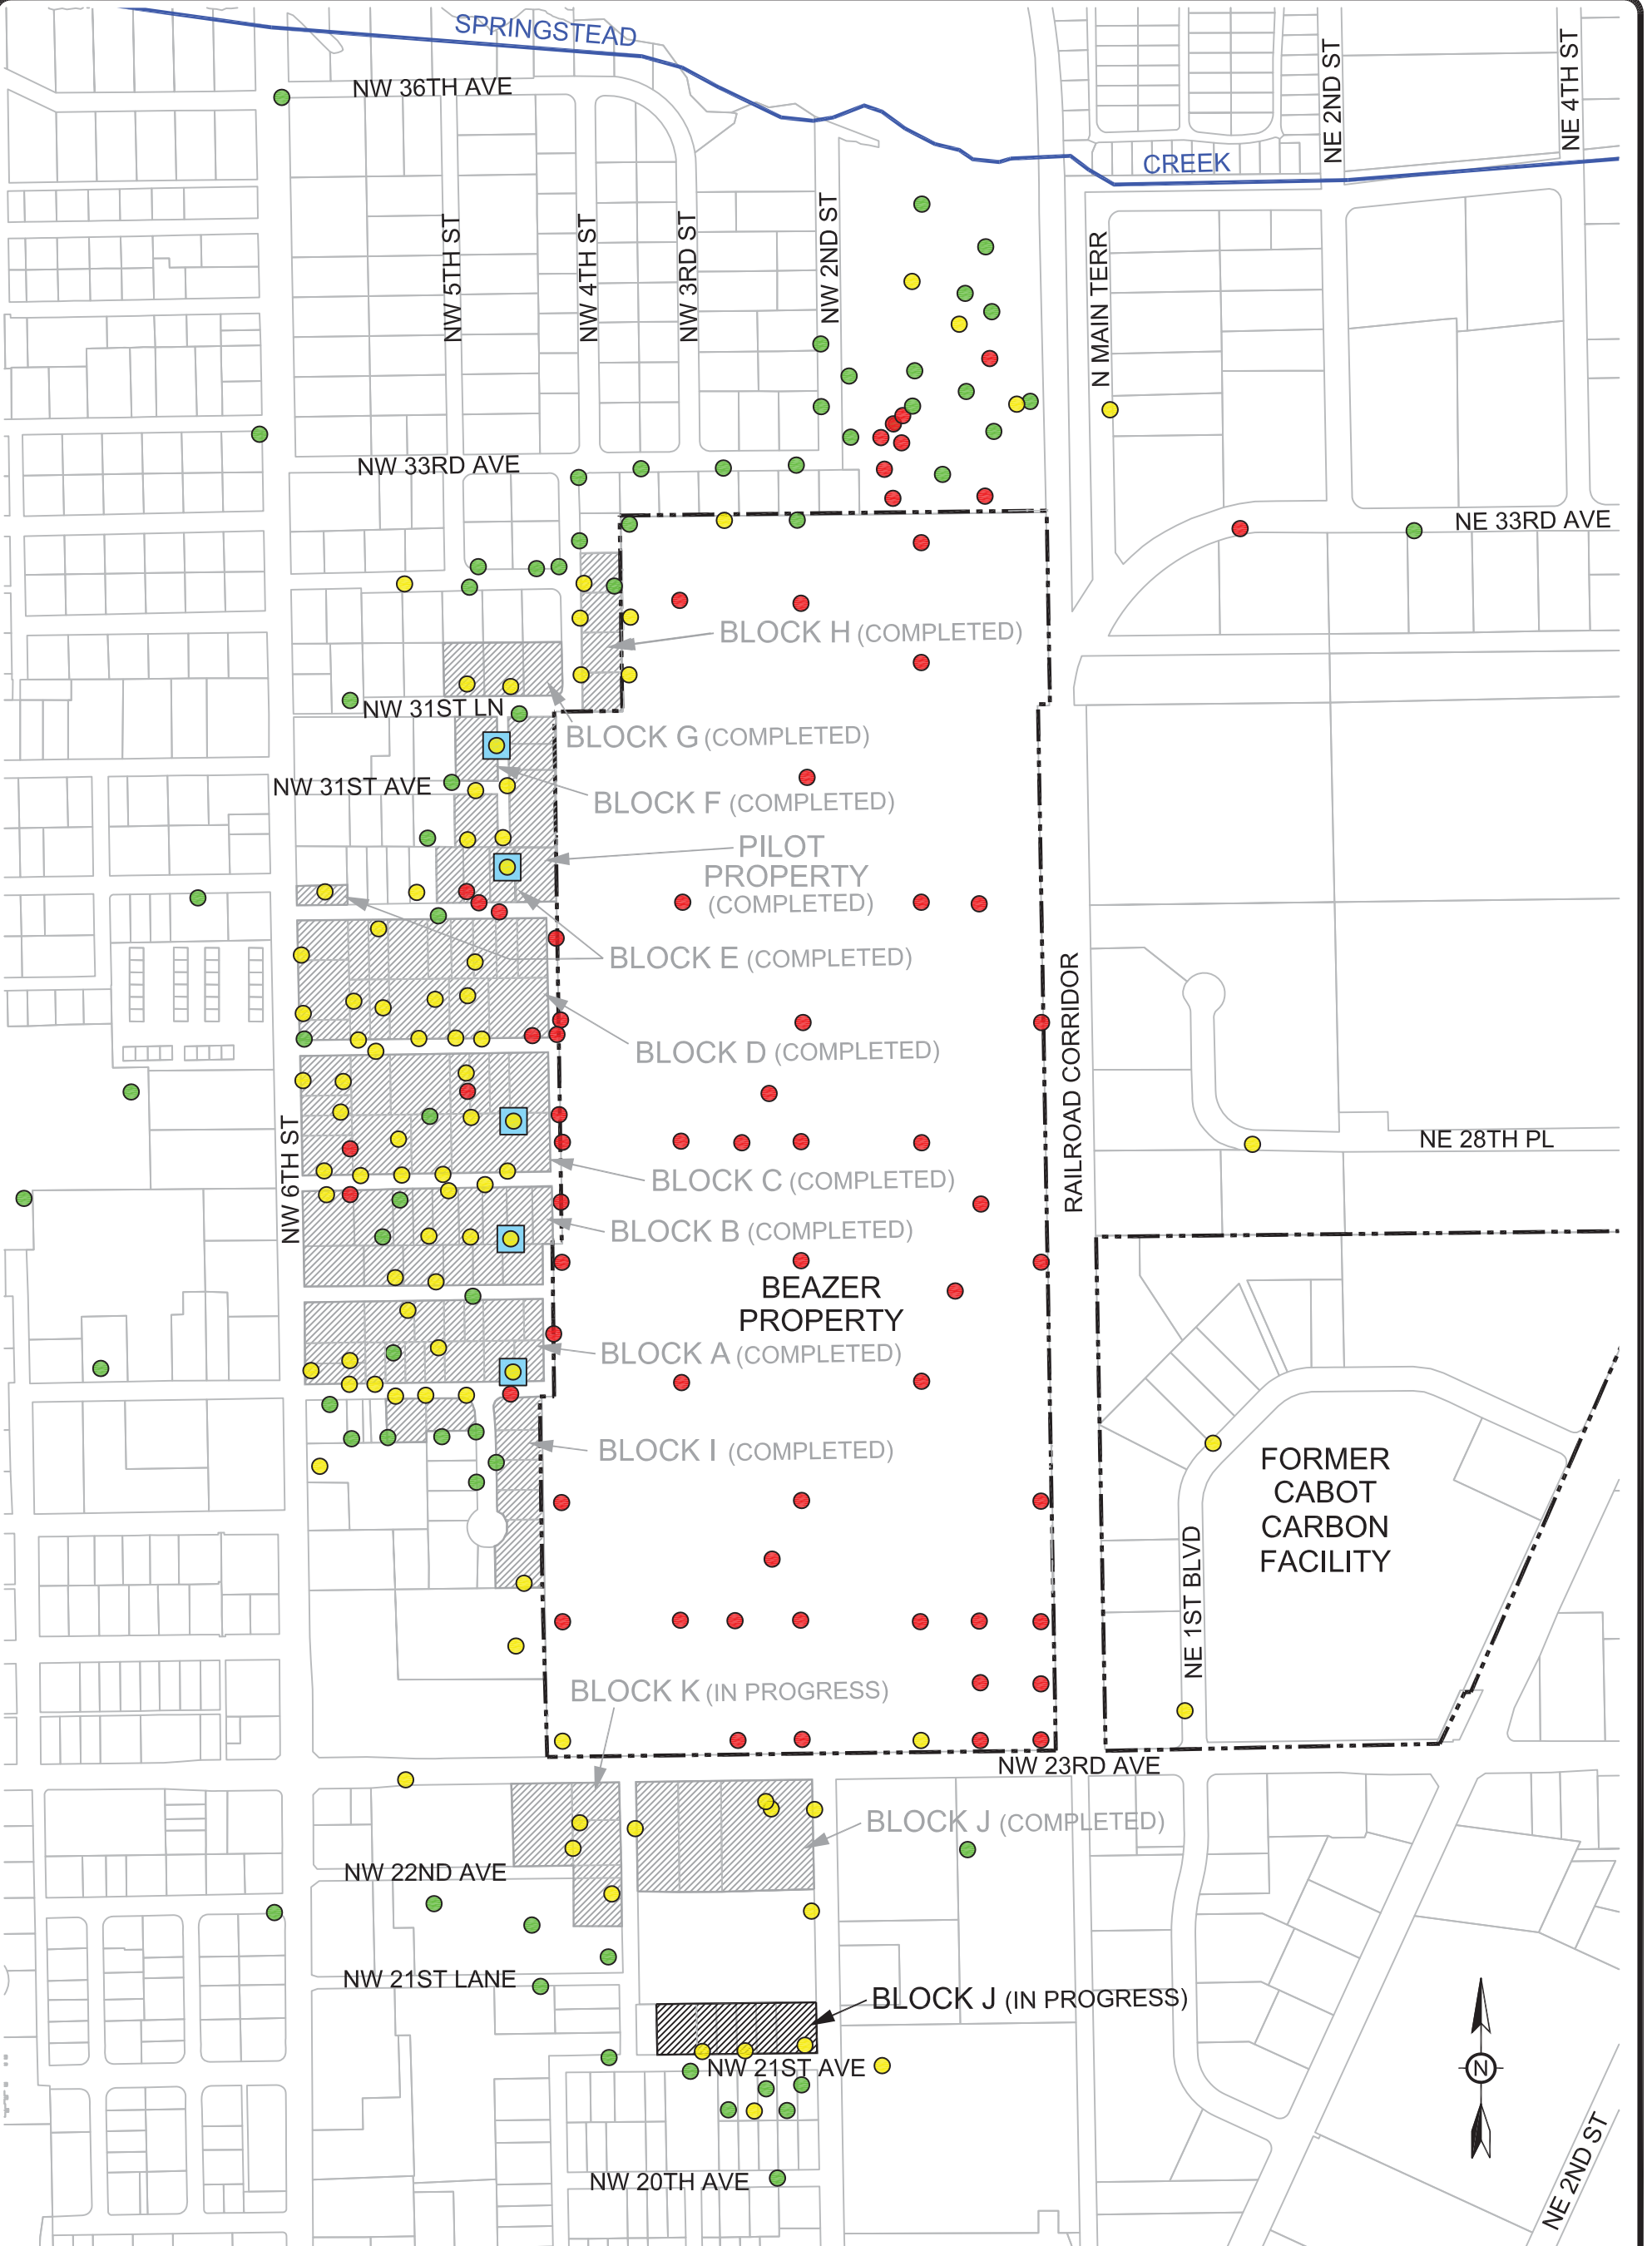 SPRINGSTEAD
NW 36TH AVE
NE 2ND ST
NE 4TH ST
CREEK
NW 5TH ST
NW 4TH ST
NW 3RD ST
NW 2ND ST
N MAIN TERR
NW 33RD AVE
NE 33RD AVE
BLOCK H (COMPLETED)
NW 31ST LN
BLOCK G (COMPLETED)
NW 31ST AVE
BLOCK F (COMPLETED)
PILOT
PROPERTY
(COMPLETED)
BLOCK E (COMPLETED)
RAILROAD CORRIDOR
BLOCK D (COMPLETED)
NW 6TH ST
NE 28TH PL
BLOCK C (COMPLETED)
BLOCK B (COMPLETED)
BEAZER
PROPERTY
BLOCK A (COMPLETED)
BLOCK I (COMPLETED)
FORMER
CABOT
CARBON
FACILITY
NE 1ST BLVD
BLOCK K (IN PROGRESS)
NW 23RD AVE
BLOCK J (COMPLETED)
NW 22ND AVE
NW 21ST LANE
BLOCK J (IN PROGRESS)
NW 21ST AVE
N
NW 20TH AVE
NE 2ND ST